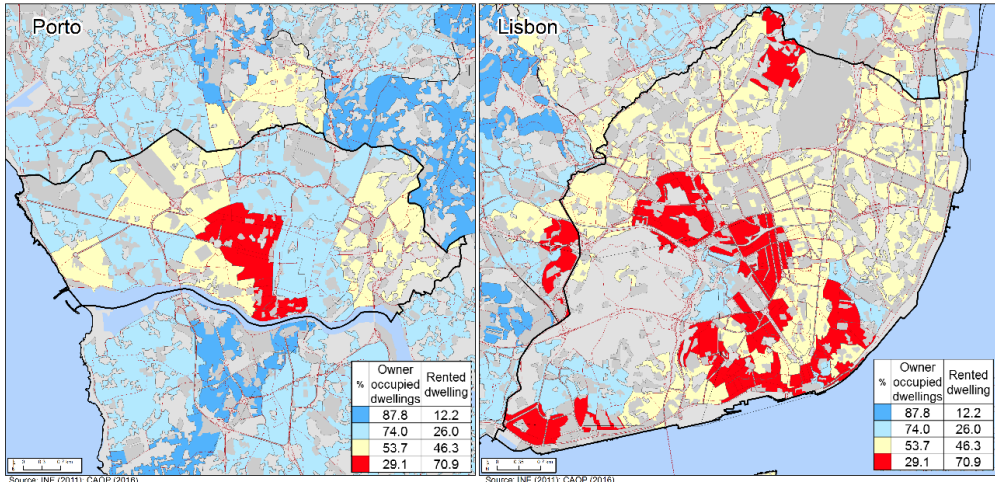 Porto
%
Owner occupied dwellings
Rented dwelling
87.8 12.2
74.0 26.0
53.7 46.3
29.1 70.9
Source: INE (2011); CAOP (2016)
Lisbon
%
Owner occupied dwellings
Rented dwelling
87.8 12.2
74.0 26.0
53.7 46.3
29.1 70.9
Source: INE (2011); CAOP (2016)